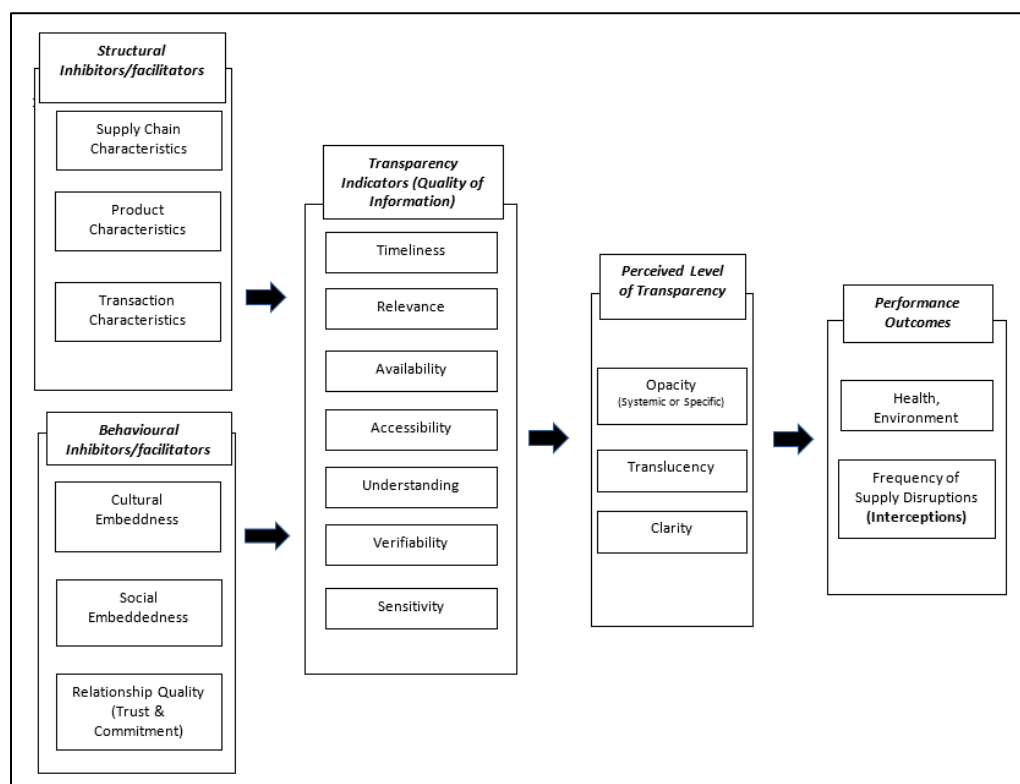 Structural
Inhibitors/facilitators
Supply Chain
Characteristics
Product
Characteristics
Transaction
Characteristics
Behavioural
Inhibitors/facilitators
Cultural
Embeddness
Social
Embeddedness
Relationship Quality
(Trust &
Commitment)
Transparency
Indicators (Quality of
Information)
Timeliness
Relevance
Availability
Accessibility
Understanding
Verifiability
Sensitivity
Perceived Level
of Transparency
Opacity
(Systemic or Specific)
Translucency
Clarity
Performance
Outcomes
Health,
Environment
Frequency of
Supply Disruptions
(Interceptions)